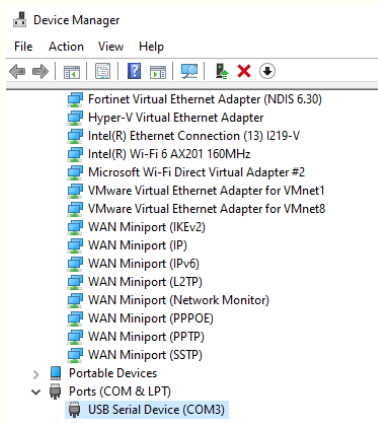 Device Manager
File Action View Help
Fortinet Virtual Ethernet Adapter (NDIS 6.30)
Hyper-V Virtual Ethernet Adapter
Intel(R) Ethernet Connection (13) I219-V
Intel(R) Wi-Fi 6 AX201 160MHz
Microsoft Wi-Fi Direct Virtual Adapter #2
VMware Virtual Ethernet Adapter for VMnet1
VMware Virtual Ethernet Adapter for VMnet8
WAN Miniport (IKEv2)
WAN Miniport (IP)
WAN Miniport (IPv6)
WAN Miniport (L2TP)
WAN Miniport (Network Monitor)
WAN Miniport (PPPOE)
WAN Miniport (PPTP)
WAN Miniport (SSTP)
Portable Devices
Ports (COM & LPT)
USB Serial Device (COM3)